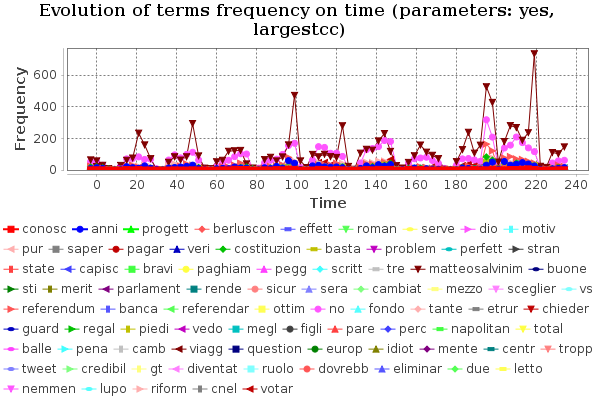 Evolution of terms frequency on time (parameters: yes,
largestcc)
Frequency
600
400
200
0
0 20 40 60 80 100 120 140 160 180 200 220 240
Time
conosc anni progett berluscon effett roman serve dio motiv
pur saper pagar veri costituzion basta problem perfett stran
state capisc bravi paghiam pegg scritt tre matteosalvinim buone
sti merit parlament rende sicur sera cambiat mezzo sceglier vs
referendum banca referendar ottim no fondo tante etrur chieder
guard regal piedi vedo megl figli pare perc napolitan total
balle pena camb viagg question europ idiot mente centr tropp
tweet credibil gt diventat ruolo dovrebb eliminar due letto
nemmen lupo riform cnel votar